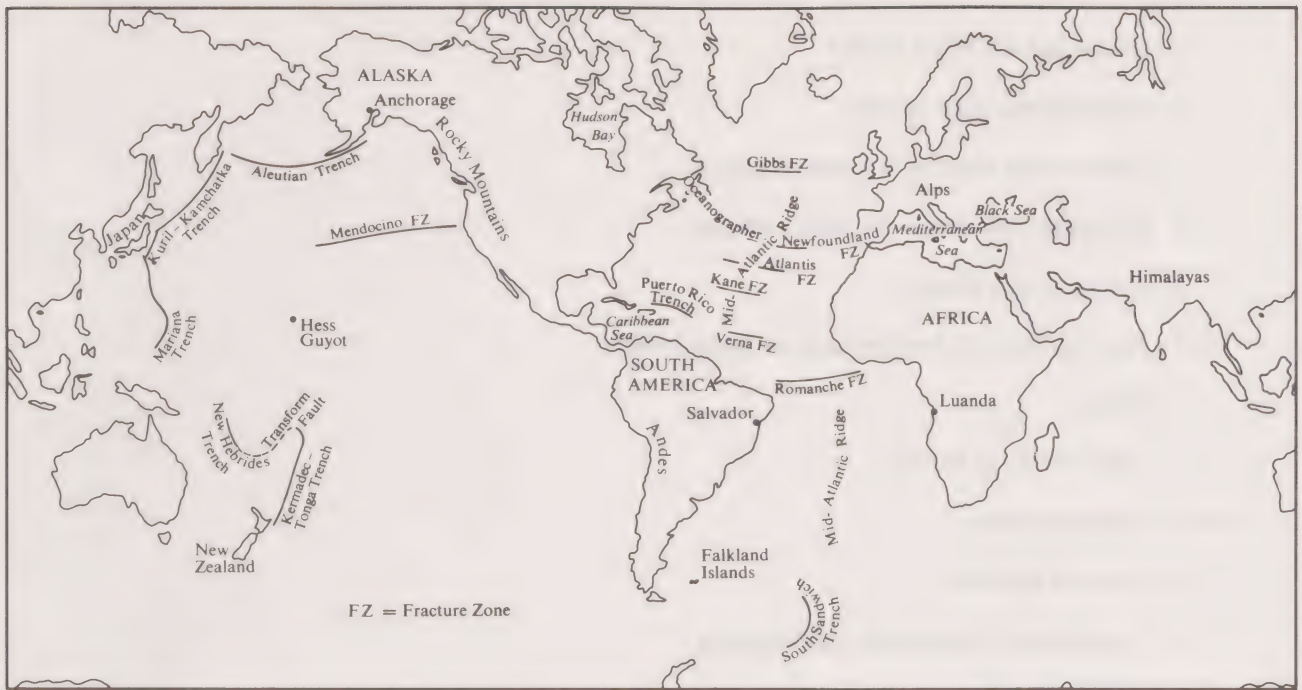 ALASKA
Anchorage
Hudson
Bay
Rocky Mountains
Aleutian Trench
Kuril - Kamchatka
Trench
Japan
Mendocino FZ
Mariana
Trench
Hess
Guyot
New Hebrides
Trench
Transform
Fault
Kermadec -
Tonga Trench
New
Zealand
Gibbs FZ
Oceanographer
Mid- Atlantic Ridge
Newfoundland
FZ
Atlantis
FZ
Kane FZ
Puerto Rico
Trench
Caribbean
Sea
Verna FZ
SOUTH
AMERICA
Romanche FZ
Salvador
Andes
Mid- Atlantic Ridge
Falkland
Islands
South Sandwich
Trench
Alps
Black Sea
Mediterranean
Sea
Himalayas
AFRICA
Luanda
FZ = Fracture Zone